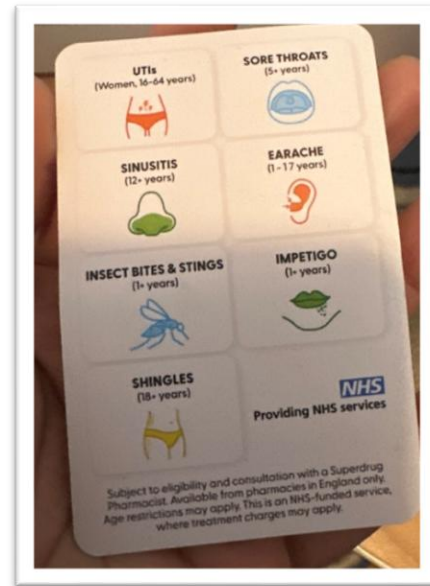 UTIs
(Women, 16-64 years)
SORE THROATS
(5+ years)
SINUSITIS
(12+ years)
EARACHE
(1-17 years)
INSECT BITES & STINGS
(1+ years)
IMPETIGO
(1+ years)
SHINGLES
(18+ years)
NHS
Providing NHS services
Subject to eligibility and consultation with a Superdrug
Pharmacist. Available from pharmacies in England only.
Age restrictions may apply. This is an NHS-funded service,
where treatment charges may apply.